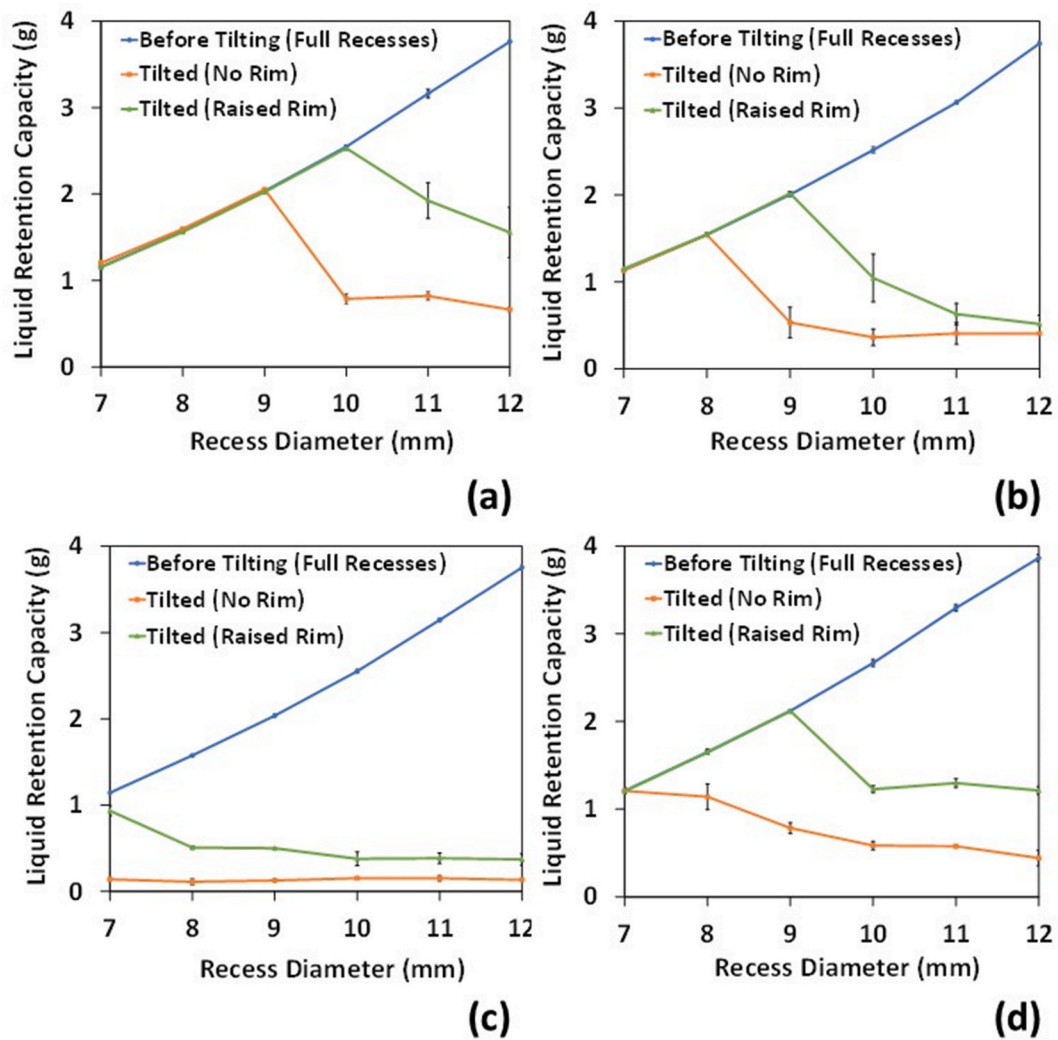 Liquid Retention Capacity (g)
4
3
2
1
0
Before Tilting (Full Recesses)
Tilted (No Rim)
Tilted (Raised Rim)
7 8 9 10 11 12
Recess Diameter (mm)
(a)
Liquid Retention Capacity (g)
4
3
2
1
0
Before Tilting (Full Recesses)
Tilted (No Rim)
Tilted (Raised Rim)
7 8 9 10 11 12
Recess Diameter (mm)
(b)
Liquid Retention Capacity (g)
4
3
2
1
0
Before Tilting (Full Recesses)
Tilted (No Rim)
Tilted (Raised Rim)
7 8 9 10 11 12
Recess Diameter (mm)
(c)
Liquid Retention Capacity (g)
4
3
2
1
0
Before Tilting (Full Recesses)
Tilted (No Rim)
Tilted (Raised Rim)
7 8 9 10 11 12
Recess Diameter (mm)
(d)